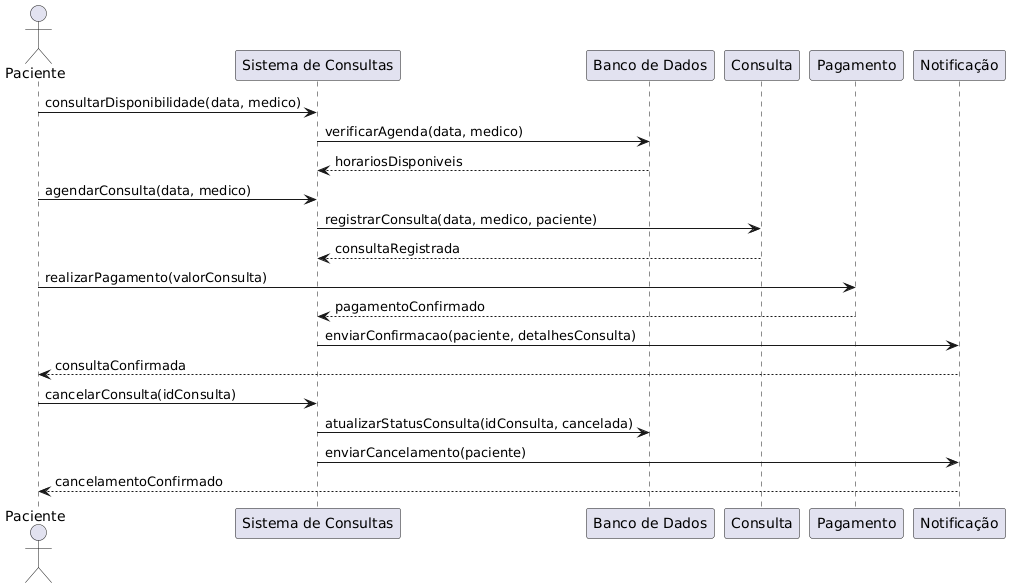 Paciente
Sistema de Consultas
Banco de Dados
Consulta
Pagamento
Notificação
consultarDisponibilidade(data, medico)
verificarAgenda(data, medico)
horariosDisponiveis
agendarConsulta(data, medico)
registrarConsulta(data, medico, paciente)
consultaRegistrada
realizarPagamento(valorConsulta)
pagamentoConfirmado
enviarConfirmacao(paciente, detalhesConsulta)
consultaConfirmada
cancelarConsulta(idConsulta)
atualizarStatusConsulta(idConsulta, cancelada)
enviarCancelamento(paciente)
cancelamentoConfirmado
Paciente
Sistema de Consultas
Banco de Dados
Consulta
Pagamento
Notificação